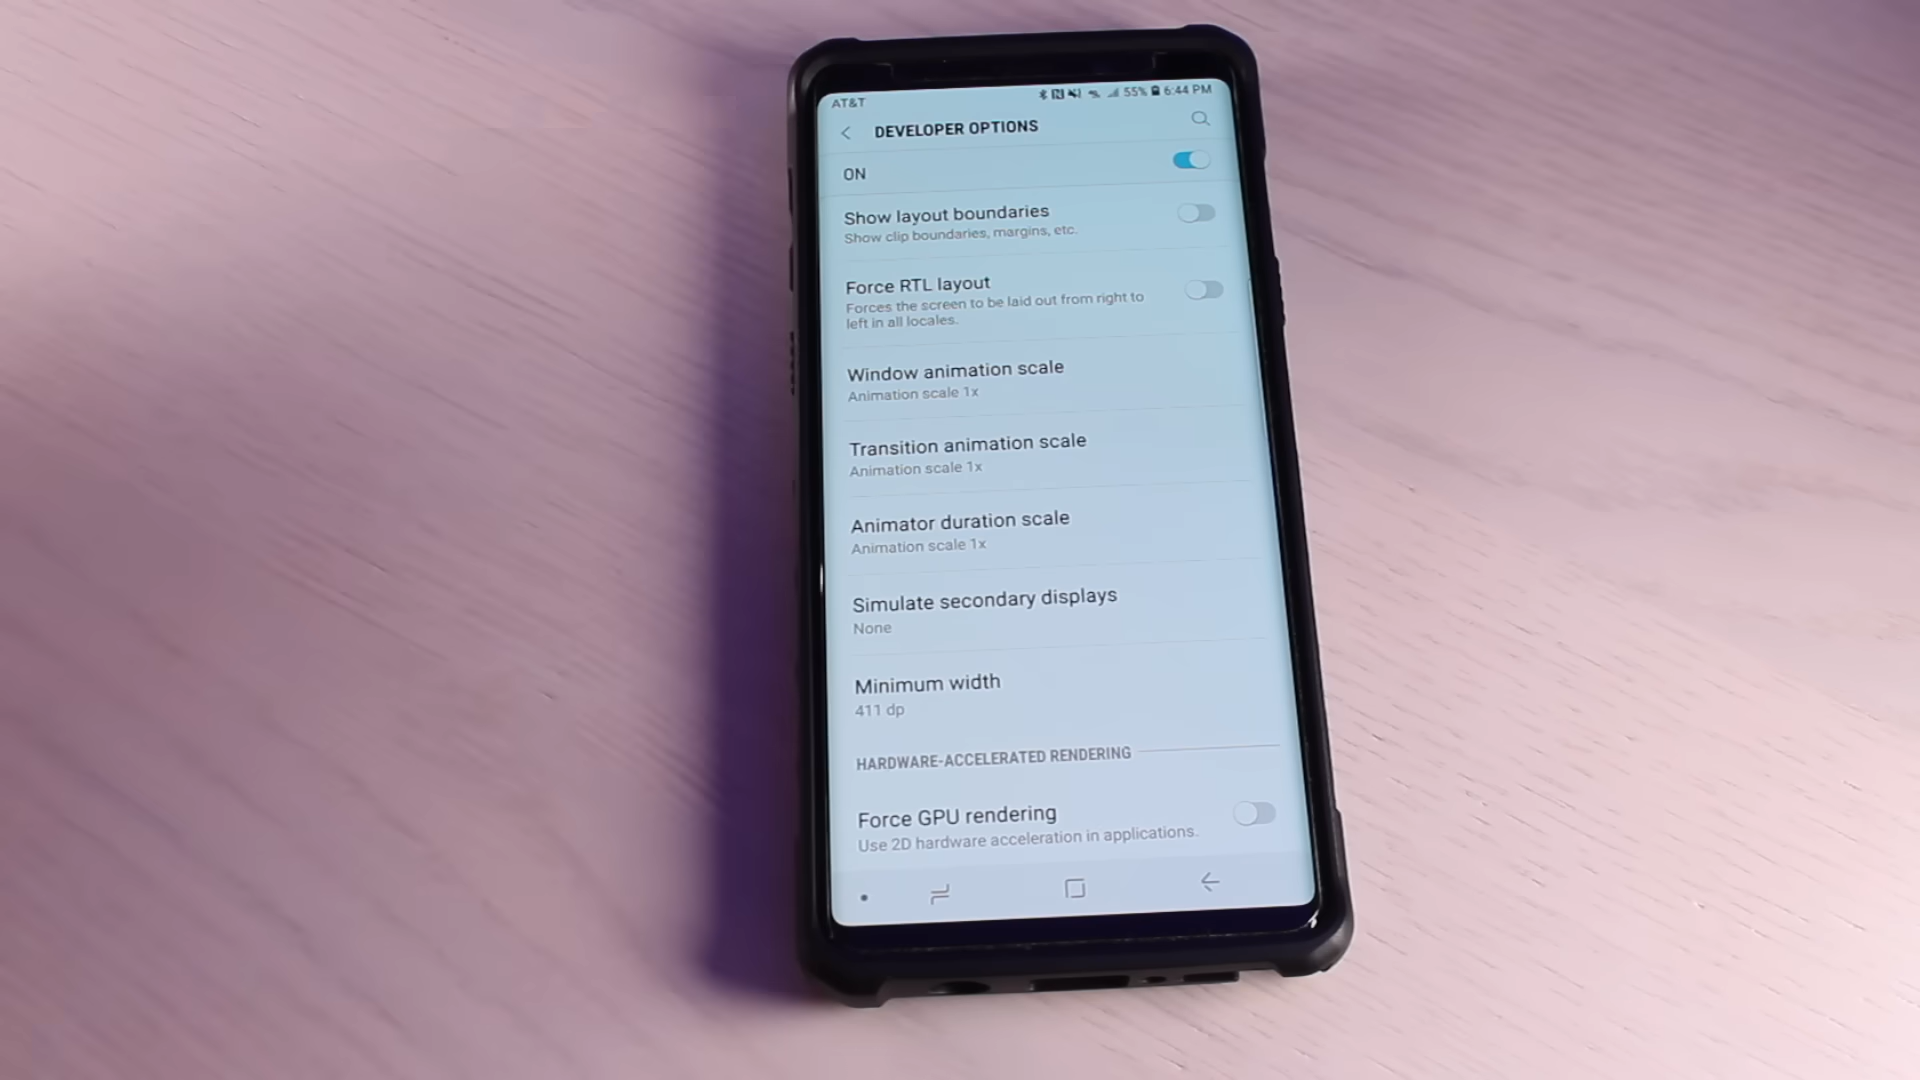 AT&T 55% 6:44 PM
DEVELOPER OPTIONS
ON
Show layout boundaries
Show clip boundaries, margins, etc.
Force RTL layout
Forces the screen to be laid out from right to
left in all locales.
Window animation scale
Animation scale 1x
Transition animation scale
Animation scale 1x
Animator duration scale
Animation scale 1x
Simulate secondary displays
None
Minimum width
411 dp
HARDWARE-ACCELERATED RENDERING
Force GPU rendering
Use 2D hardware acceleration in applications.